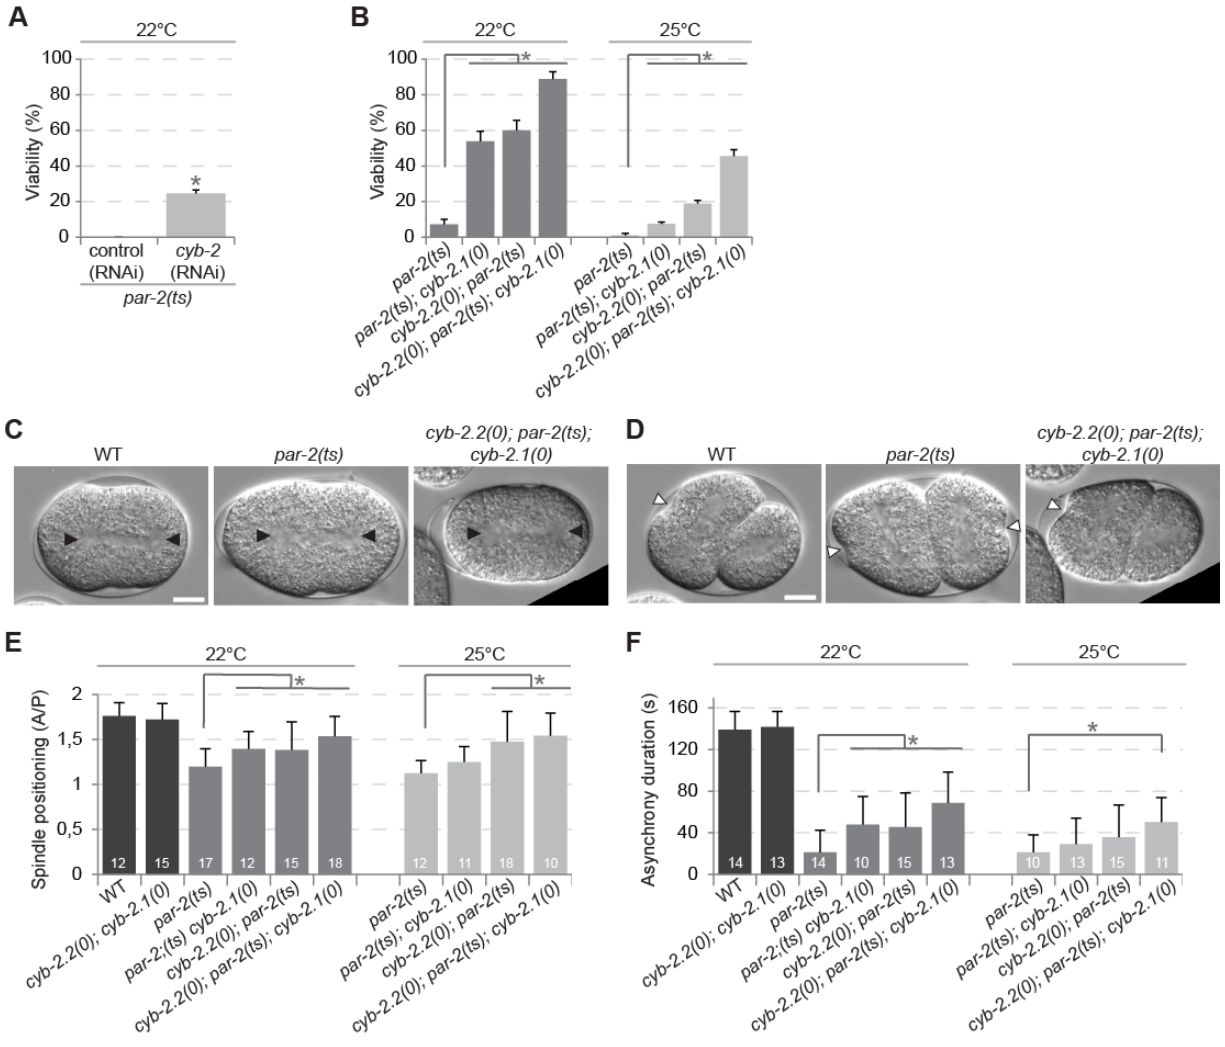 A
22°C
100
80
60
40
20
0
Viability (%)
*
control
(RNAi)
cyb-2
(RNAi)
par-2(ts)
B
22°C
25°C
100
80
60
40
20
0
Viability (%)
*
*
par-2(ts)
par-2(ts); cyb-2.1(0)
cyb-2.2(0); par-2(ts)
cyb-2.2(0); par-2(ts); cyb-2.1(0)
par-2(ts)
par-2(ts); cyb-2.1(0)
cyb-2.2(0); par-2(ts)
cyb-2.2(0); par-2(ts); cyb-2.1(0)
C
WT
par-2(ts)
cyb-2.2(0); par-2(ts);
cyb-2.1(0)
D
WT
par-2(ts)
cyb-2.2(0); par-2(ts);
cyb-2.1(0)
E
22°C
25°C
2
1,5
1
0,5
0
Spindle positioning (A/P)
*
*
12 15 17 12 15 18 12 11 18 10
WT
cyb-2.2(0); cyb-2.1(0)
par-2(ts)
par-2;(ts) cyb-2.1(0)
cyb-2.2(0); par-2(ts)
cyb-2.2(0); par-2(ts); cyb-2.1(0)
par-2(ts)
par-2(ts); cyb-2.1(0)
cyb-2.2(0); par-2(ts)
cyb-2.2(0); par-2(ts); cyb-2.1(0)
F
22°C
25°C
160
120
80
40
0
Asynchrony duration (s)
*
*
14 13 14 10 15 13 10 13 15 11
WT
cyb-2.2(0); cyb-2.1(0)
par-2(ts)
par-2;(ts) cyb-2.1(0)
cyb-2.2(0); par-2(ts)
cyb-2.2(0); par-2(ts); cyb-2.1(0)
par-2(ts)
par-2(ts); cyb-2.1(0)
cyb-2.2(0); par-2(ts)
cyb-2.2(0); par-2(ts); cyb-2.1(0)